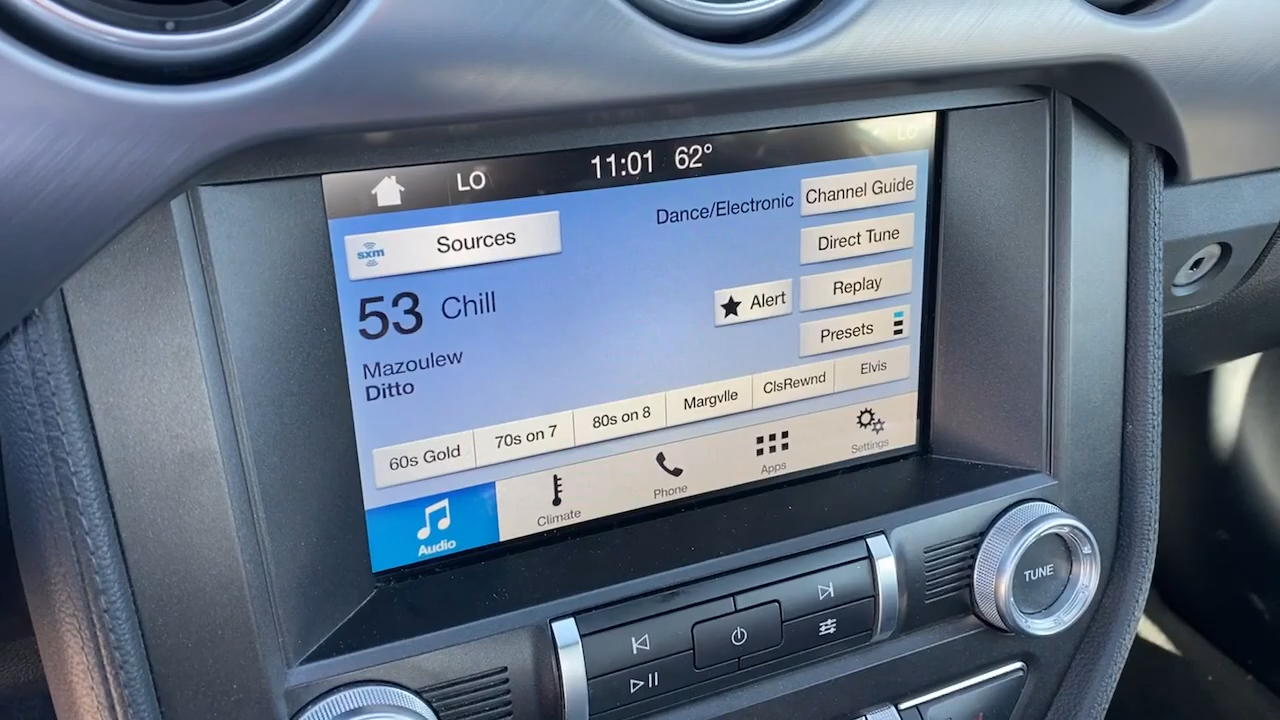 LO 11:01 62° LO
sxm Sources
Dance/Electronic
Channel Guide
Direct Tune
53 Chill
Alert
Replay
Presets
Mazoulew
Ditto
60s Gold 70s on 7 80s on 8 Margvlle ClsRewnd Elvis
Audio Climate Phone Apps Settings
TUNE